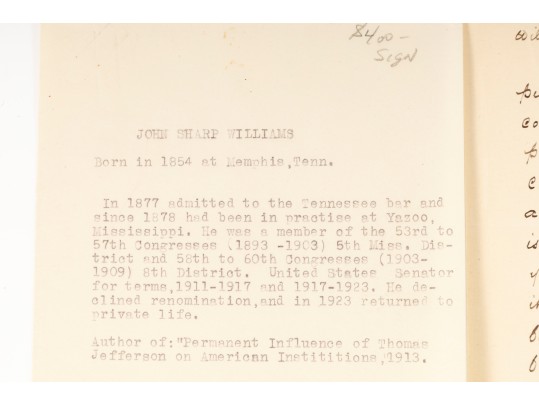 $400-
SIGN
JOHN SHARP WILLIAMS
Born in 1854 at Memphis,Tenn.
In 1877 admitted to the Tennessee bar and
since 1878 had been in practise at Yazoo,
Mississippi. He was a member of the 53rd to
57th Congresses (1893 -1903) 5th Miss. Dis-
trict and 58th to 60th Congresses (1903-
1909) 8th District. United States Senator
for terms,1911-1917 and 1917-1923. He de-
clined renomination,and in 1923 returned to
private life.
Author of:"Permanent Influence of Thomas
Jefferson on American Instititions,1913.